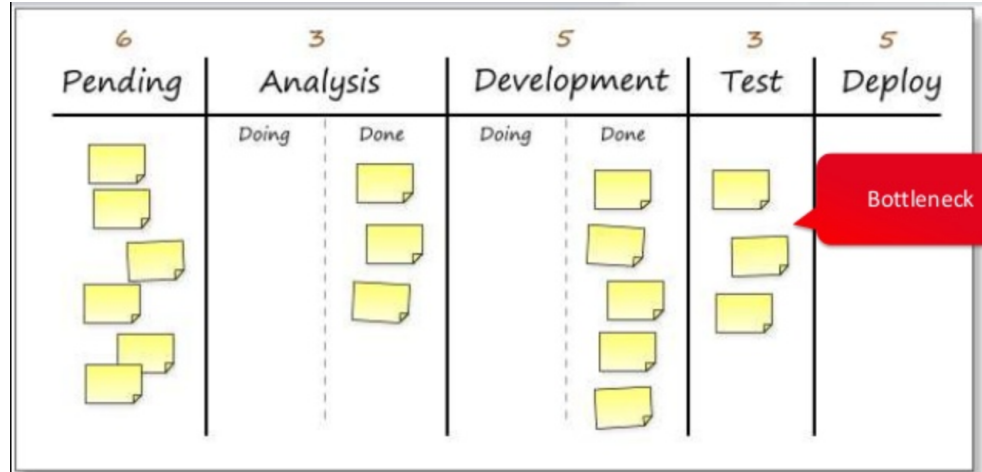 6 3 5 3 5
Pending Analysis Development Test Deploy
Doing Done Doing Done
Bottleneck